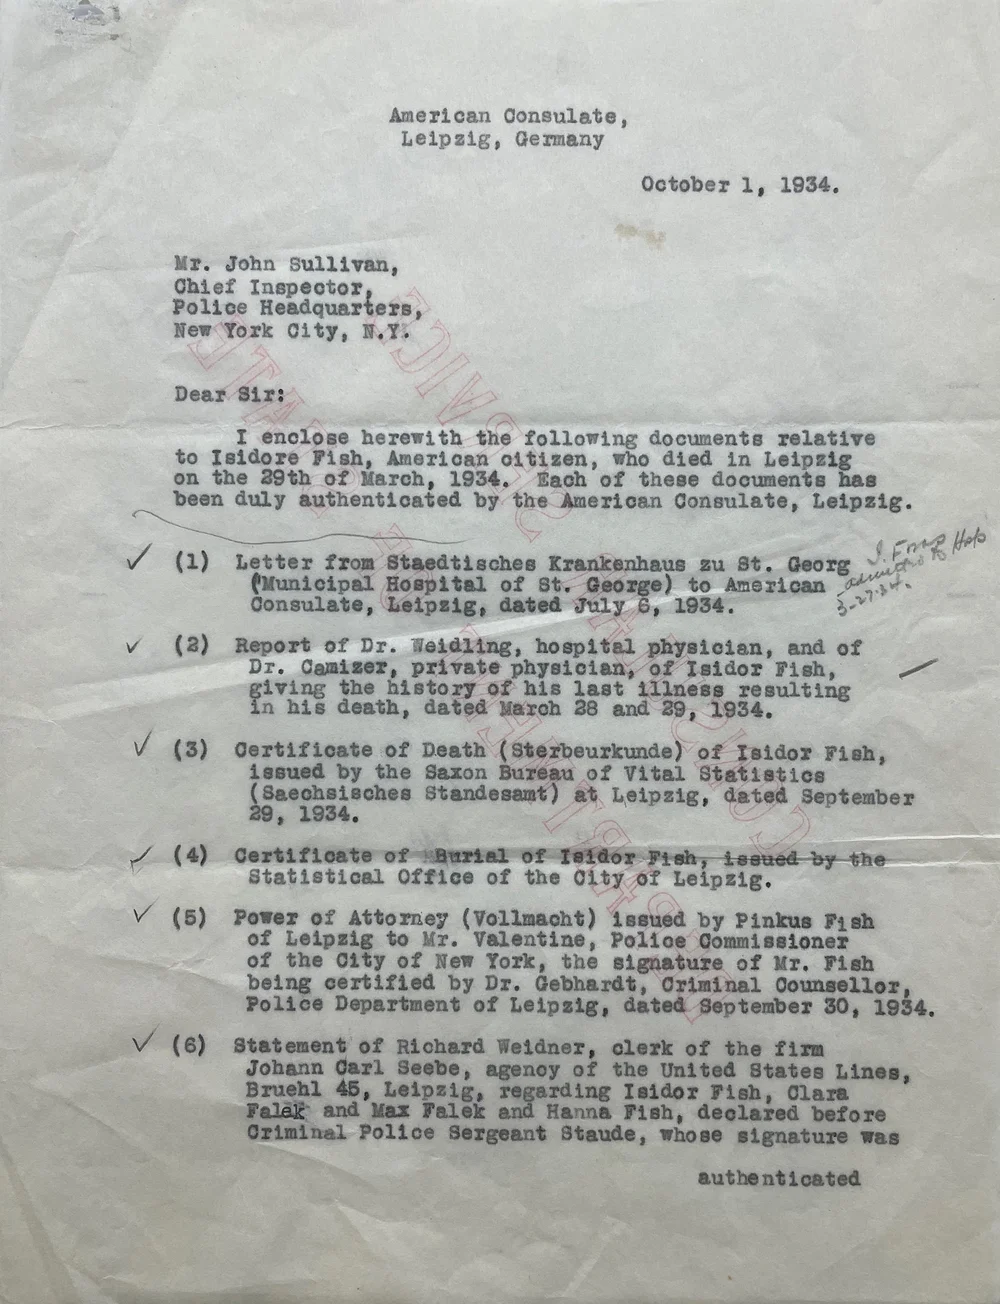 American Consulate,
Leipzig, Germany
October 1, 1934.
Mr. John Sullivan,
Chief Inspector,
Police Headquarters,
New York City, N.Y.
Dear Sir:
I enclose herewith the following documents relative
to Isidore Fish, American citizen, who died in Leipzig
on the 29th of March, 1934. Each of these documents has
been duly authenticated by the American Consulate, Leipzig.
(1) Letter from Staedtisches Krankenhaus zu St. Georg
(Municipal Hospital of St. George) to American
Consulate, Leipzig, dated July 6, 1934.
admitted to Hosp
3-27-34.
(2) Report of Dr. Weidling, hospital physician, and of
Dr. Camizer, private physician, of Isidor Fish,
giving the history of his last illness resulting
in his death, dated March 28 and 29, 1934.
(3) Certificate of Death (Sterbeurkunde) of Isidor Fish,
issued by the Saxon Bureau of Vital Statistics
(Saechsisches Standesamt) at Leipzig, dated September
29, 1934.
(4) Certificate of Burial of Isidor Fish, issued by the
Statistical Office of the City of Leipzig.
(5) Power of Attorney (Vollmacht) issued by Pinkus Fish
of Leipzig to Mr. Valentine, Police Commissioner
of the City of New York, the signature of Mr. Fish
being certified by Dr. Gebhardt, Criminal Counsellor,
Police Department of Leipzig, dated September 30, 1934.
(6) Statement of Richard Weidner, clerk of the firm
Johann Carl Seebe, agency of the United States Lines,
Bruehl 45, Leipzig, regarding Isidor Fish, Clara
Falek and Max Falek and Hanna Fish, declared before
Criminal Police Sergeant Staude, whose signature was
authenticated